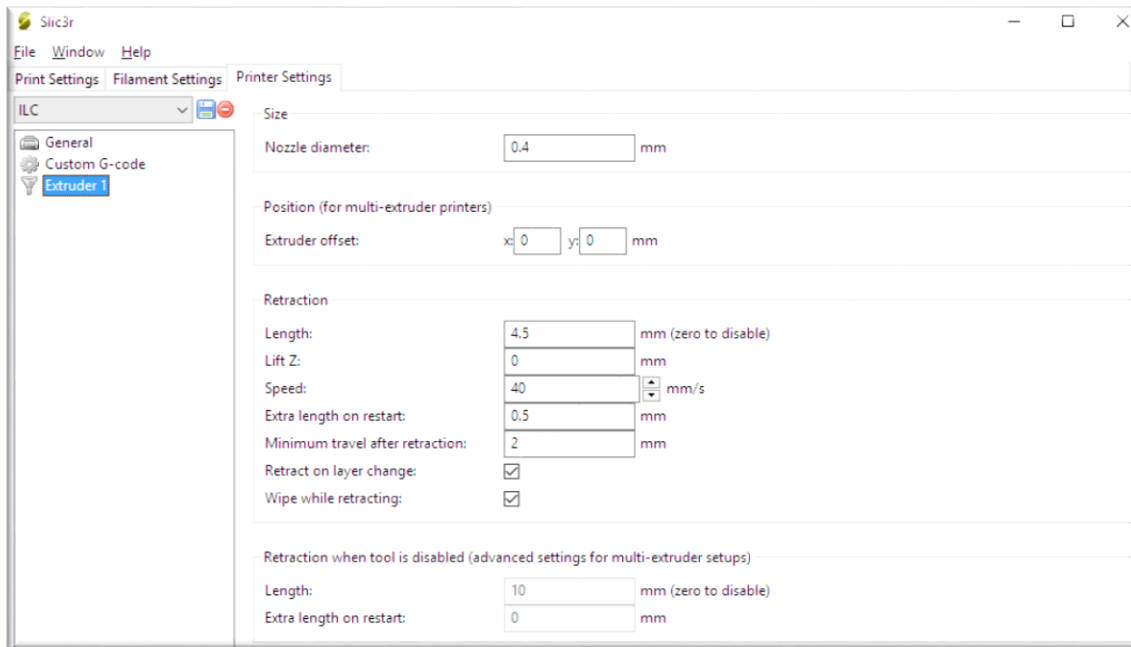 Slic3r
File Window Help
Print Settings Filament Settings Printer Settings
ILC
General
Custom G-code
Extruder 1
Size
Nozzle diameter: 0.4 mm
Position (for multi-extruder printers)
Extruder offset: x: 0 y: 0 mm
Retraction
Length: 4.5 mm (zero to disable)
Lift Z: 0 mm
Speed: 40 mm/s
Extra length on restart: 0.5 mm
Minimum travel after retraction: 2 mm
Retract on layer change:
Wipe while retracting:
Retraction when tool is disabled (advanced settings for multi-extruder setups)
Length: 10 mm (zero to disable)
Extra length on restart: 0 mm